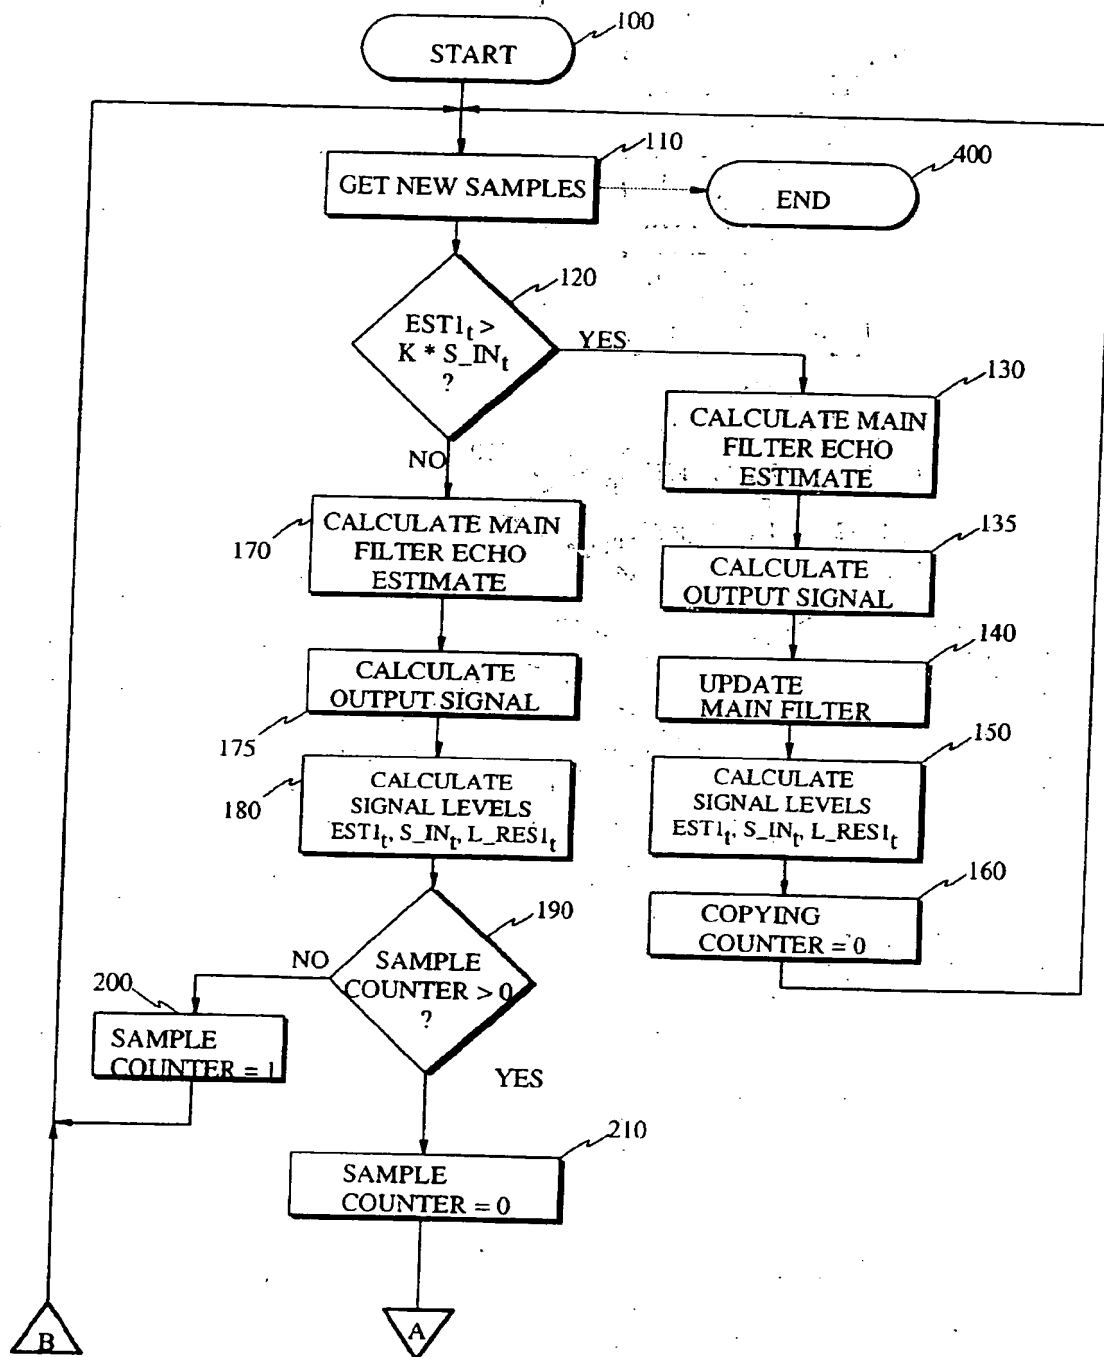 100
START
110
GET NEW SAMPLES
400
END
120
EST1t >
K * S_INt
?
YES
NO
130
CALCULATE MAIN
FILTER ECHO
ESTIMATE
135
CALCULATE
OUTPUT SIGNAL
140
UPDATE
MAIN FILTER
150
CALCULATE
SIGNAL LEVELS
EST1t, S_INt, L_RES1t
160
COPYING
COUNTER = 0
170
CALCULATE MAIN
FILTER ECHO
ESTIMATE
175
CALCULATE
OUTPUT SIGNAL
180
CALCULATE
SIGNAL LEVELS
EST1t, S_INt, L_RES1t
190
SAMPLE
COUNTER > 0
?
NO
YES
200
SAMPLE
COUNTER = 1
210
SAMPLE
COUNTER = 0
B
A